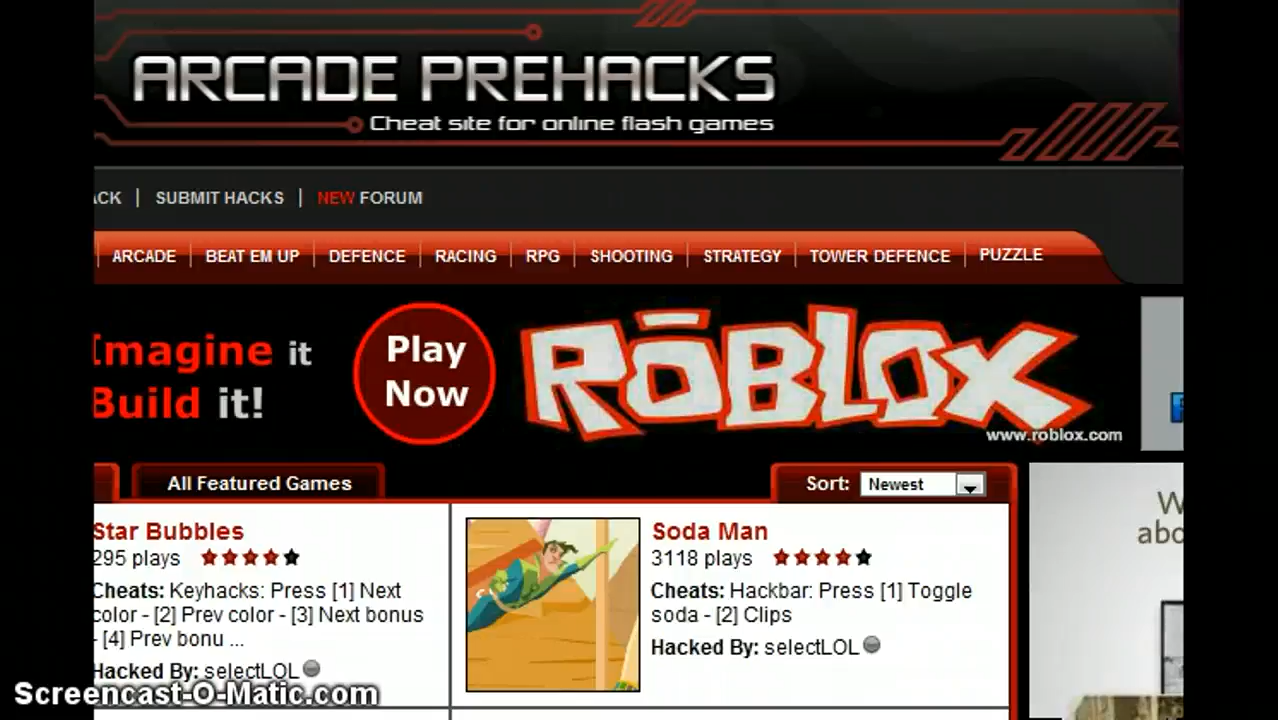 ARCADE PREHACKS
Cheat site for online flash games
ACK | SUBMIT HACKS | NEW FORUM
ARCADE | BEAT EM UP | DEFENCE | RACING | RPG | SHOOTING | STRATEGY | TOWER DEFENCE | PUZZLE
Imagine it
Build it!
Play
Now
RŌBLOX
www.roblox.com
All Featured Games
Sort: Newest
Star Bubbles
295 plays
Cheats: Keyhacks: Press [1] Next
color - [2] Prev color - [3] Next bonus
- [4] Prev bonu ...
Hacked By: selectLOL
Soda Man
3118 plays
Cheats: Hackbar: Press [1] Toggle
soda - [2] Clips
Hacked By: selectLOL
W
abo
Screencast-O-Matic.com